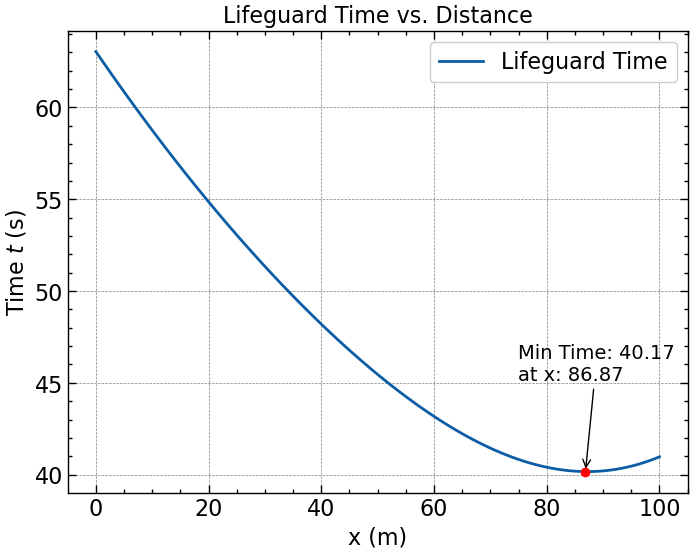 Lifeguard Time vs. Distance
Lifeguard Time
Time t (s)
60
55
50
45
40
Min Time: 40.17
at x: 86.87
0 20 40 60 80 100
x (m)